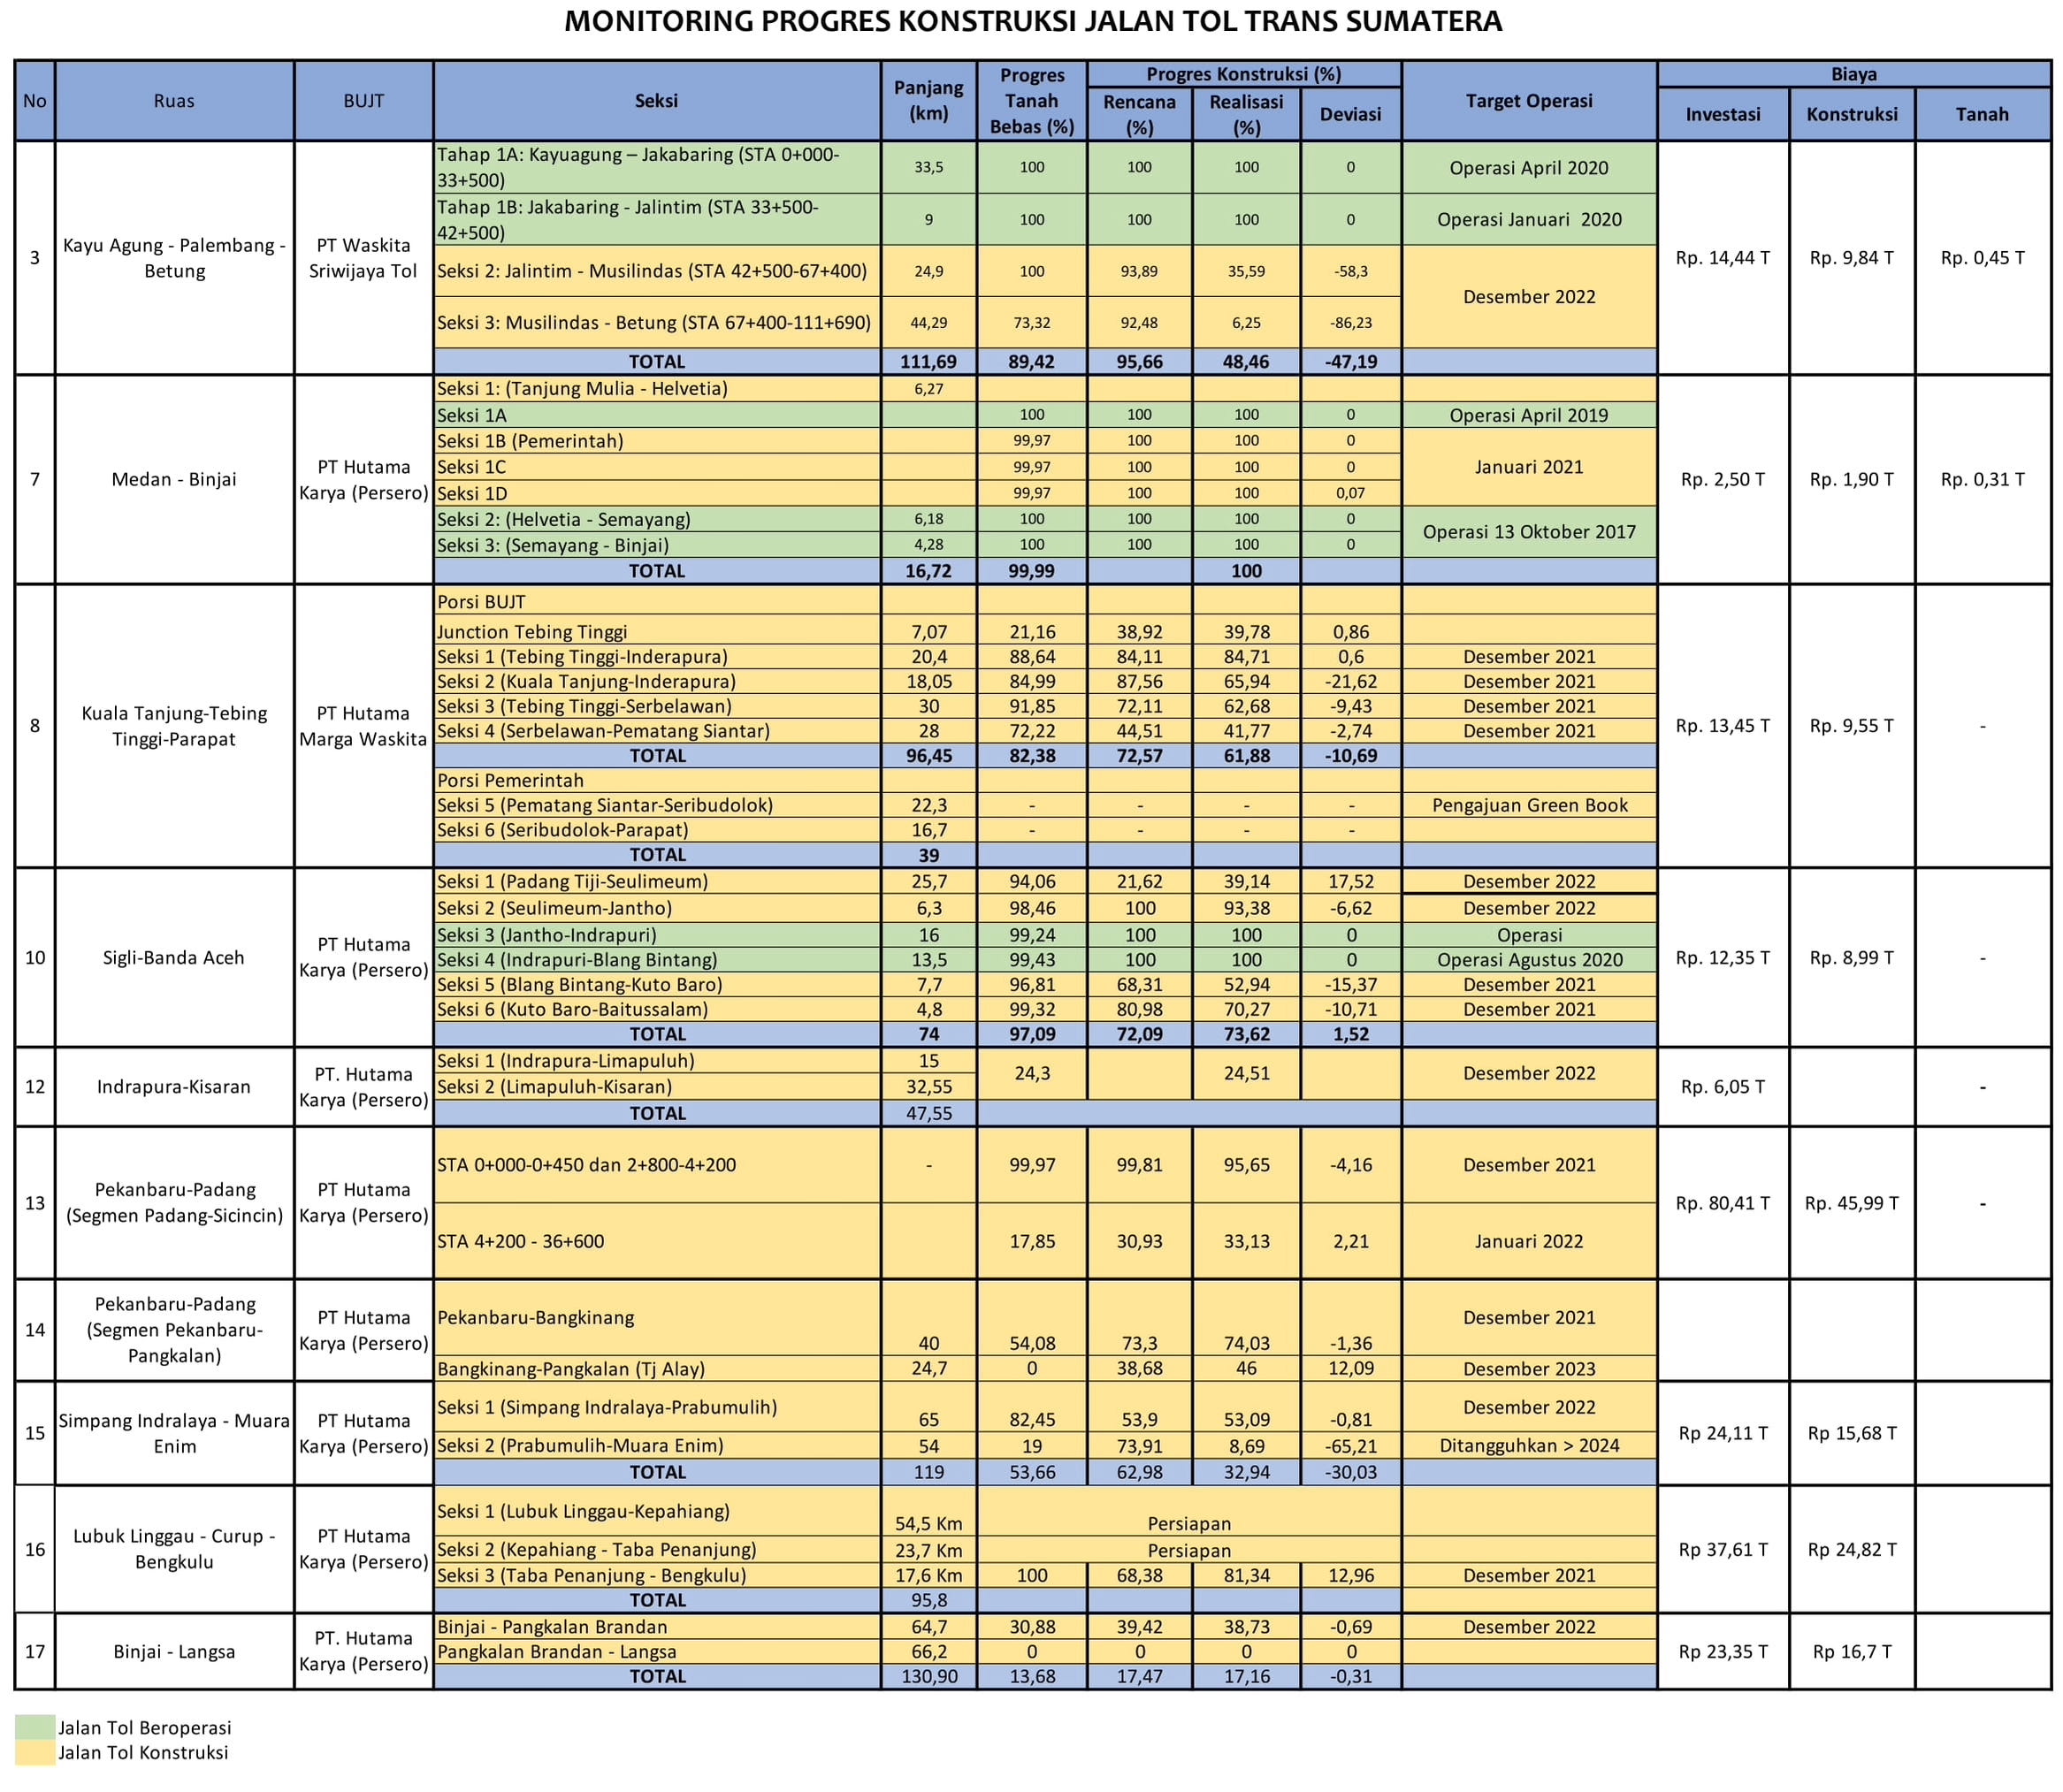 MONITORING PROGRES KONSTRUKSI JALAN TOL TRANS SUMATERA
No Ruas BUJT Seksi Panjang (km) Progres Tanah Bebas (%) Progres Konstruksi (%) Target Operasi Biaya
Rencana (%) Realisasi (%) Deviasi Investasi Konstruksi Tanah
3 Kayu Agung - Palembang - Betung PT Waskita Sriwijaya Tol Rp. 14,44 T Rp. 9,84 T Rp. 0,45 T
Tahap 1A: Kayuagung – Jakabaring (STA 0+000-33+500) 33,5 100 100 100 0 Operasi April 2020
Tahap 1B: Jakabaring - Jalintim (STA 33+500-42+500) 9 100 100 100 0 Operasi Januari 2020
Seksi 2: Jalintim - Musilindas (STA 42+500-67+400) 24,9 100 93,89 35,59 -58,3 Desember 2022
Seksi 3: Musilindas - Betung (STA 67+400-111+690) 44,29 73,32 92,48 6,25 -86,23
TOTAL 111,69 89,42 95,66 48,46 -47,19
7 Medan - Binjai PT Hutama Karya (Persero) Rp. 2,50 T Rp. 1,90 T Rp. 0,31 T
Seksi 1: (Tanjung Mulia - Helvetia) 6,27
Seksi 1A 100 100 100 0 Operasi April 2019
Seksi 1B (Pemerintah) 99,97 100 100 0
Seksi 1C 99,97 100 100 0 Januari 2021
Seksi 1D 99,97 100 100 0,07
Seksi 2: (Helvetia - Semayang) 6,18 100 100 100 0 Operasi 13 Oktober 2017
Seksi 3: (Semayang - Binjai) 4,28 100 100 100 0
TOTAL 16,72 99,99 100
8 Kuala Tanjung-Tebing Tinggi-Parapat PT Hutama Marga Waskita Rp. 13,45 T Rp. 9,55 T -
Porsi BUJT
Junction Tebing Tinggi 7,07 21,16 38,92 39,78 0,86
Seksi 1 (Tebing Tinggi-Inderapura) 20,4 88,64 84,11 84,71 0,6 Desember 2021
Seksi 2 (Kuala Tanjung-Inderapura) 18,05 84,99 87,56 65,94 -21,62 Desember 2021
Seksi 3 (Tebing Tinggi-Serbelawan) 30 91,85 72,11 62,68 -9,43 Desember 2021
Seksi 4 (Serbelawan-Pematang Siantar) 28 72,22 44,51 41,77 -2,74 Desember 2021
TOTAL 96,45 82,38 72,57 61,88 -10,69
Porsi Pemerintah
Seksi 5 (Pematang Siantar-Seribudolok) 22,3 - - - - Pengajuan Green Book
Seksi 6 (Seribudolok-Parapat) 16,7 - - - -
TOTAL 39
10 Sigli-Banda Aceh PT Hutama Karya (Persero) Rp. 12,35 T Rp. 8,99 T -
Seksi 1 (Padang Tiji-Seulimeum) 25,7 94,06 21,62 39,14 17,52 Desember 2022
Seksi 2 (Seulimeum-Jantho) 6,3 98,46 100 93,38 -6,62 Desember 2022
Seksi 3 (Jantho-Indrapuri) 16 99,24 100 100 0 Operasi
Seksi 4 (Indrapuri-Blang Bintang) 13,5 99,43 100 100 0 Operasi Agustus 2020
Seksi 5 (Blang Bintang-Kuto Baro) 7,7 96,81 68,31 52,94 -15,37 Desember 2021
Seksi 6 (Kuto Baro-Baitussalam) 4,8 99,32 80,98 70,27 -10,71 Desember 2021
TOTAL 74 97,09 72,09 73,62 1,52
12 Indrapura-Kisaran PT. Hutama Karya (Persero) Rp. 6,05 T -
Seksi 1 (Indrapura-Limapuluh) 15 24,3 24,51 Desember 2022
Seksi 2 (Limapuluh-Kisaran) 32,55
TOTAL 47,55
13 Pekanbaru-Padang (Segmen Padang-Sicincin) PT Hutama Karya (Persero) Rp. 80,41 T Rp. 45,99 T -
STA 0+000-0+450 dan 2+800-4+200 - 99,97 99,81 95,65 -4,16 Desember 2021
STA 4+200 - 36+600 17,85 30,93 33,13 2,21 Januari 2022
14 Pekanbaru-Padang (Segmen Pekanbaru-Pangkalan) PT Hutama Karya (Persero)
Pekanbaru-Bangkinang 40 54,08 73,3 74,03 -1,36 Desember 2021
Bangkinang-Pangkalan (Tj Alay) 24,7 0 38,68 46 12,09 Desember 2023
15 Simpang Indralaya - Muara Enim PT Hutama Karya (Persero) Rp 24,11 T Rp 15,68 T
Seksi 1 (Simpang Indralaya-Prabumulih) 65 82,45 53,9 53,09 -0,81 Desember 2022
Seksi 2 (Prabumulih-Muara Enim) 54 19 73,91 8,69 -65,21 Ditangguhkan > 2024
TOTAL 119 53,66 62,98 32,94 -30,03
16 Lubuk Linggau - Curup - Bengkulu PT Hutama Karya (Persero) Rp 37,61 T Rp 24,82 T
Seksi 1 (Lubuk Linggau-Kepahiang) 54,5 Km Persiapan
Seksi 2 (Kepahiang - Taba Penanjung) 23,7 Km Persiapan
Seksi 3 (Taba Penanjung - Bengkulu) 17,6 Km 100 68,38 81,34 12,96 Desember 2021
TOTAL 95,8
17 Binjai - Langsa PT. Hutama Karya (Persero) Rp 23,35 T Rp 16,7 T
Binjai - Pangkalan Brandan 64,7 30,88 39,42 38,73 -0,69 Desember 2022
Pangkalan Brandan - Langsa 66,2 0 0 0 0
TOTAL 130,90 13,68 17,47 17,16 -0,31
Jalan Tol Beroperasi
Jalan Tol Konstruksi